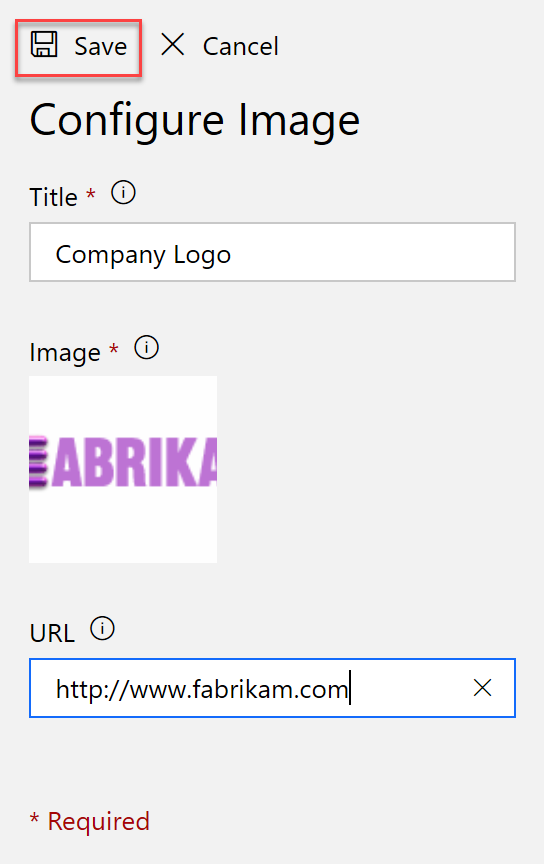 Save Cancel
Configure Image
Title *
Company Logo
Image *
ABRIKA
URL
http://www.fabrikam.com
* Required